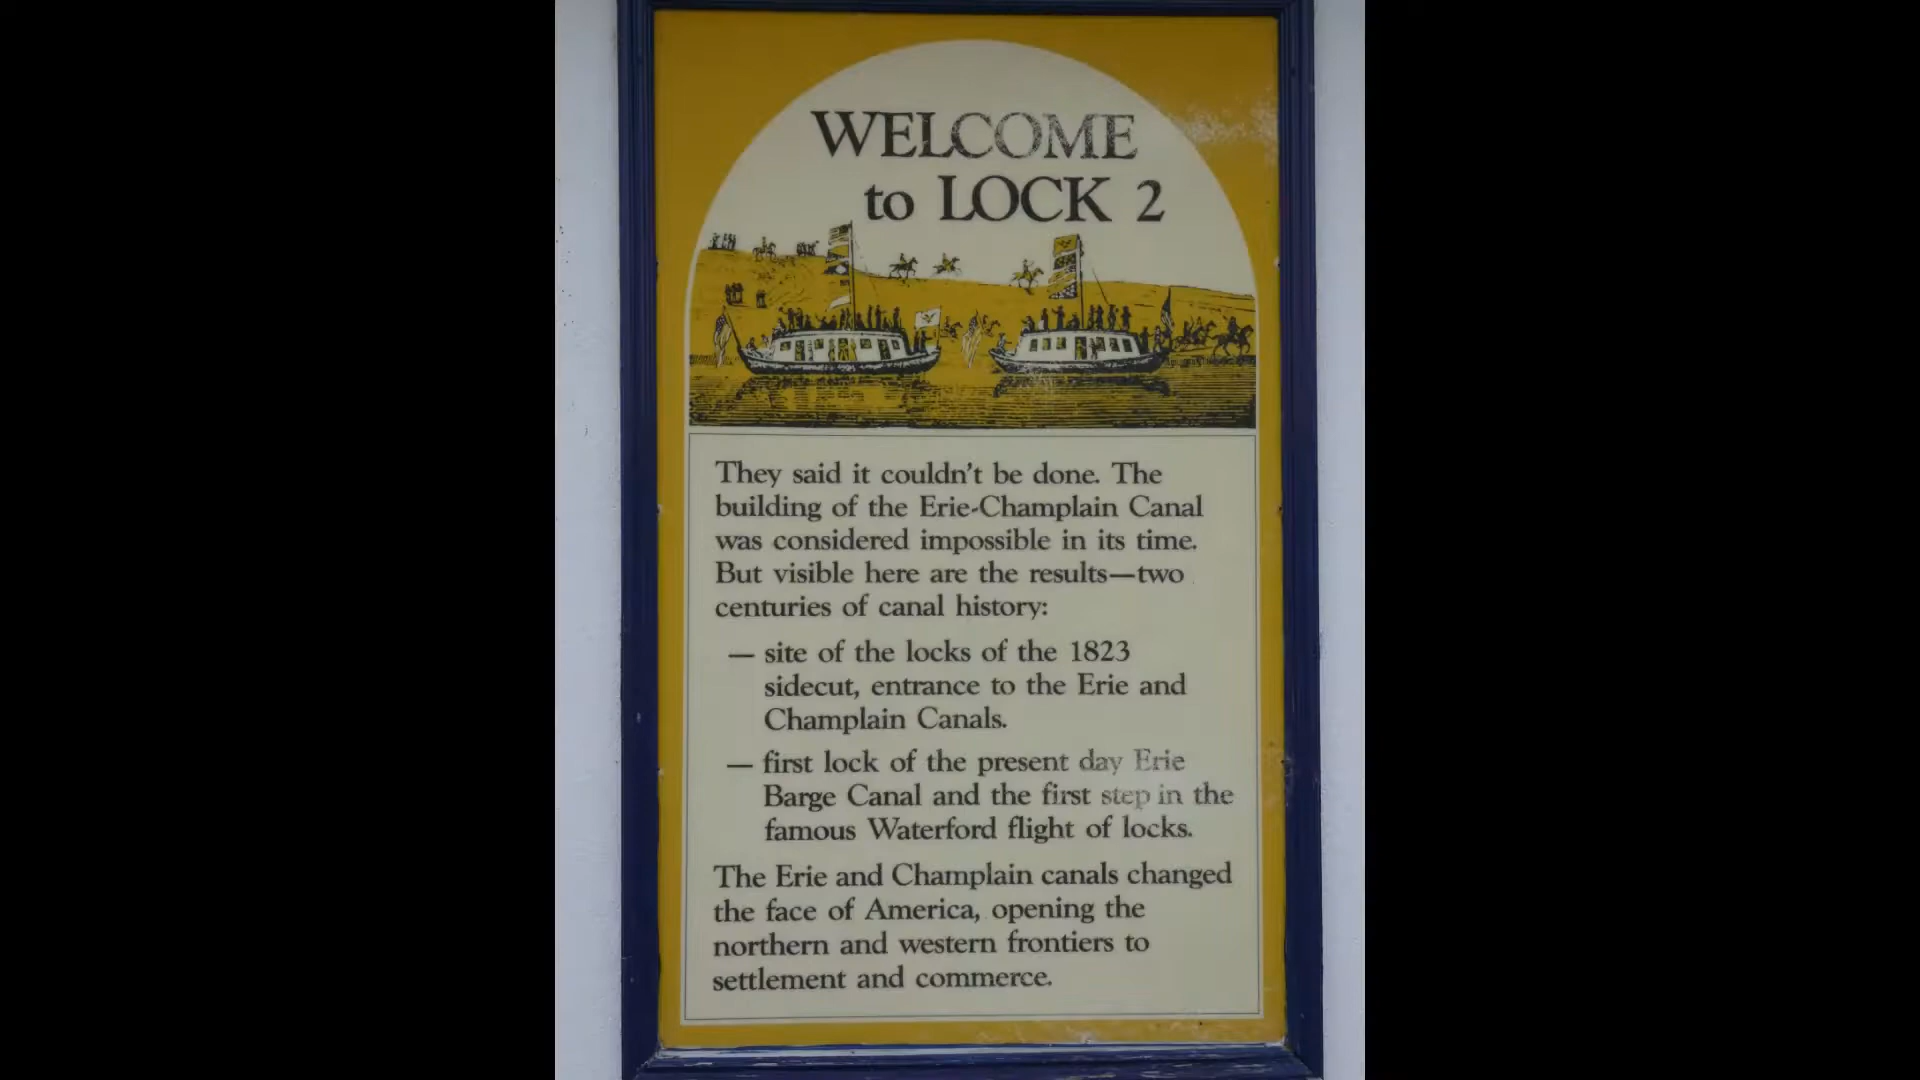 WELCOME
to LOCK 2
They said it couldn't be done. The
building of the Erie-Champlain Canal
was considered impossible in its time.
But visible here are the results—two
centuries of canal history:
— site of the locks of the 1823
sidecut, entrance to the Erie and
Champlain Canals.
— first lock of the present day Erie
Barge Canal and the first step in the
famous Waterford flight of locks.
The Erie and Champlain canals changed
the face of America, opening the
northern and western frontiers to
settlement and commerce.